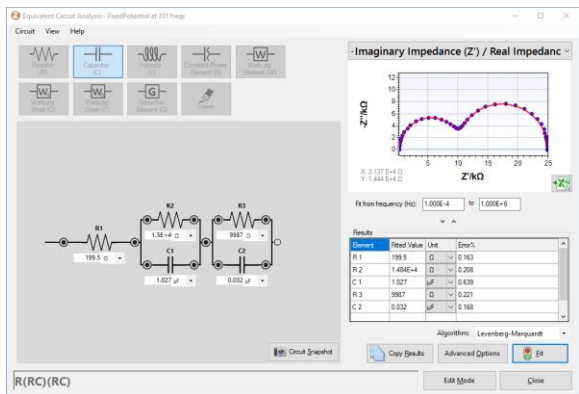 Equivalent Circuit Analysis - FixedPotential at 101 freqs
Circuit View Help
Resistor (R)
Capacitor (C)
Inductor (L)
Constant Phase Element (Q)
Warburg Element (W)
Warburg Short (O)
Warburg Open (T)
Gerischer Element (G)
Eraser
W
W
W
G
-Imaginary Impedance (Z') / Real Impedanc
12
10
8
6
4
2
0
-Z''/kΩ
5 10 15 20 25
Z'/kΩ
X: 2.137 E+4 Ω
Y: 1.444 E+4 Ω
Fit from frequency (Hz): 1.000E-4 to 1.000E+6
Results
Element Fitted Value Unit Error%
R 1 199.5 Ω 0.163
R 2 1.484E+4 Ω 0.208
C 1 1.027 µF 0.639
R 3 9987 Ω 0.221
C 2 0.032 µF 0.168
Algorithm: Levenberg-Marquardt
Copy Results Advanced Options Fit
Edit Mode Close
R1
199.5 Ω
R2
1.5E+4 Ω
C1
1.027 µF
R3
9987 Ω
C2
0.032 µF
Circuit Snapshot
R(RC)(RC)